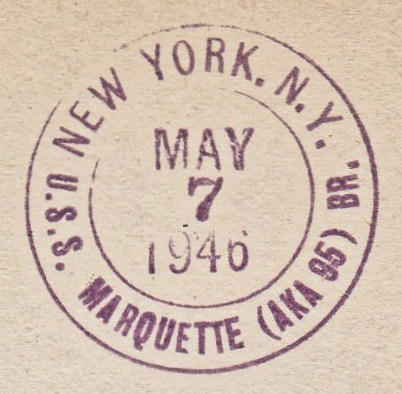 NEW YORK. N.Y.
MAY
7
1946
U.S.S. MARQUETTE (AKA 95) BR.